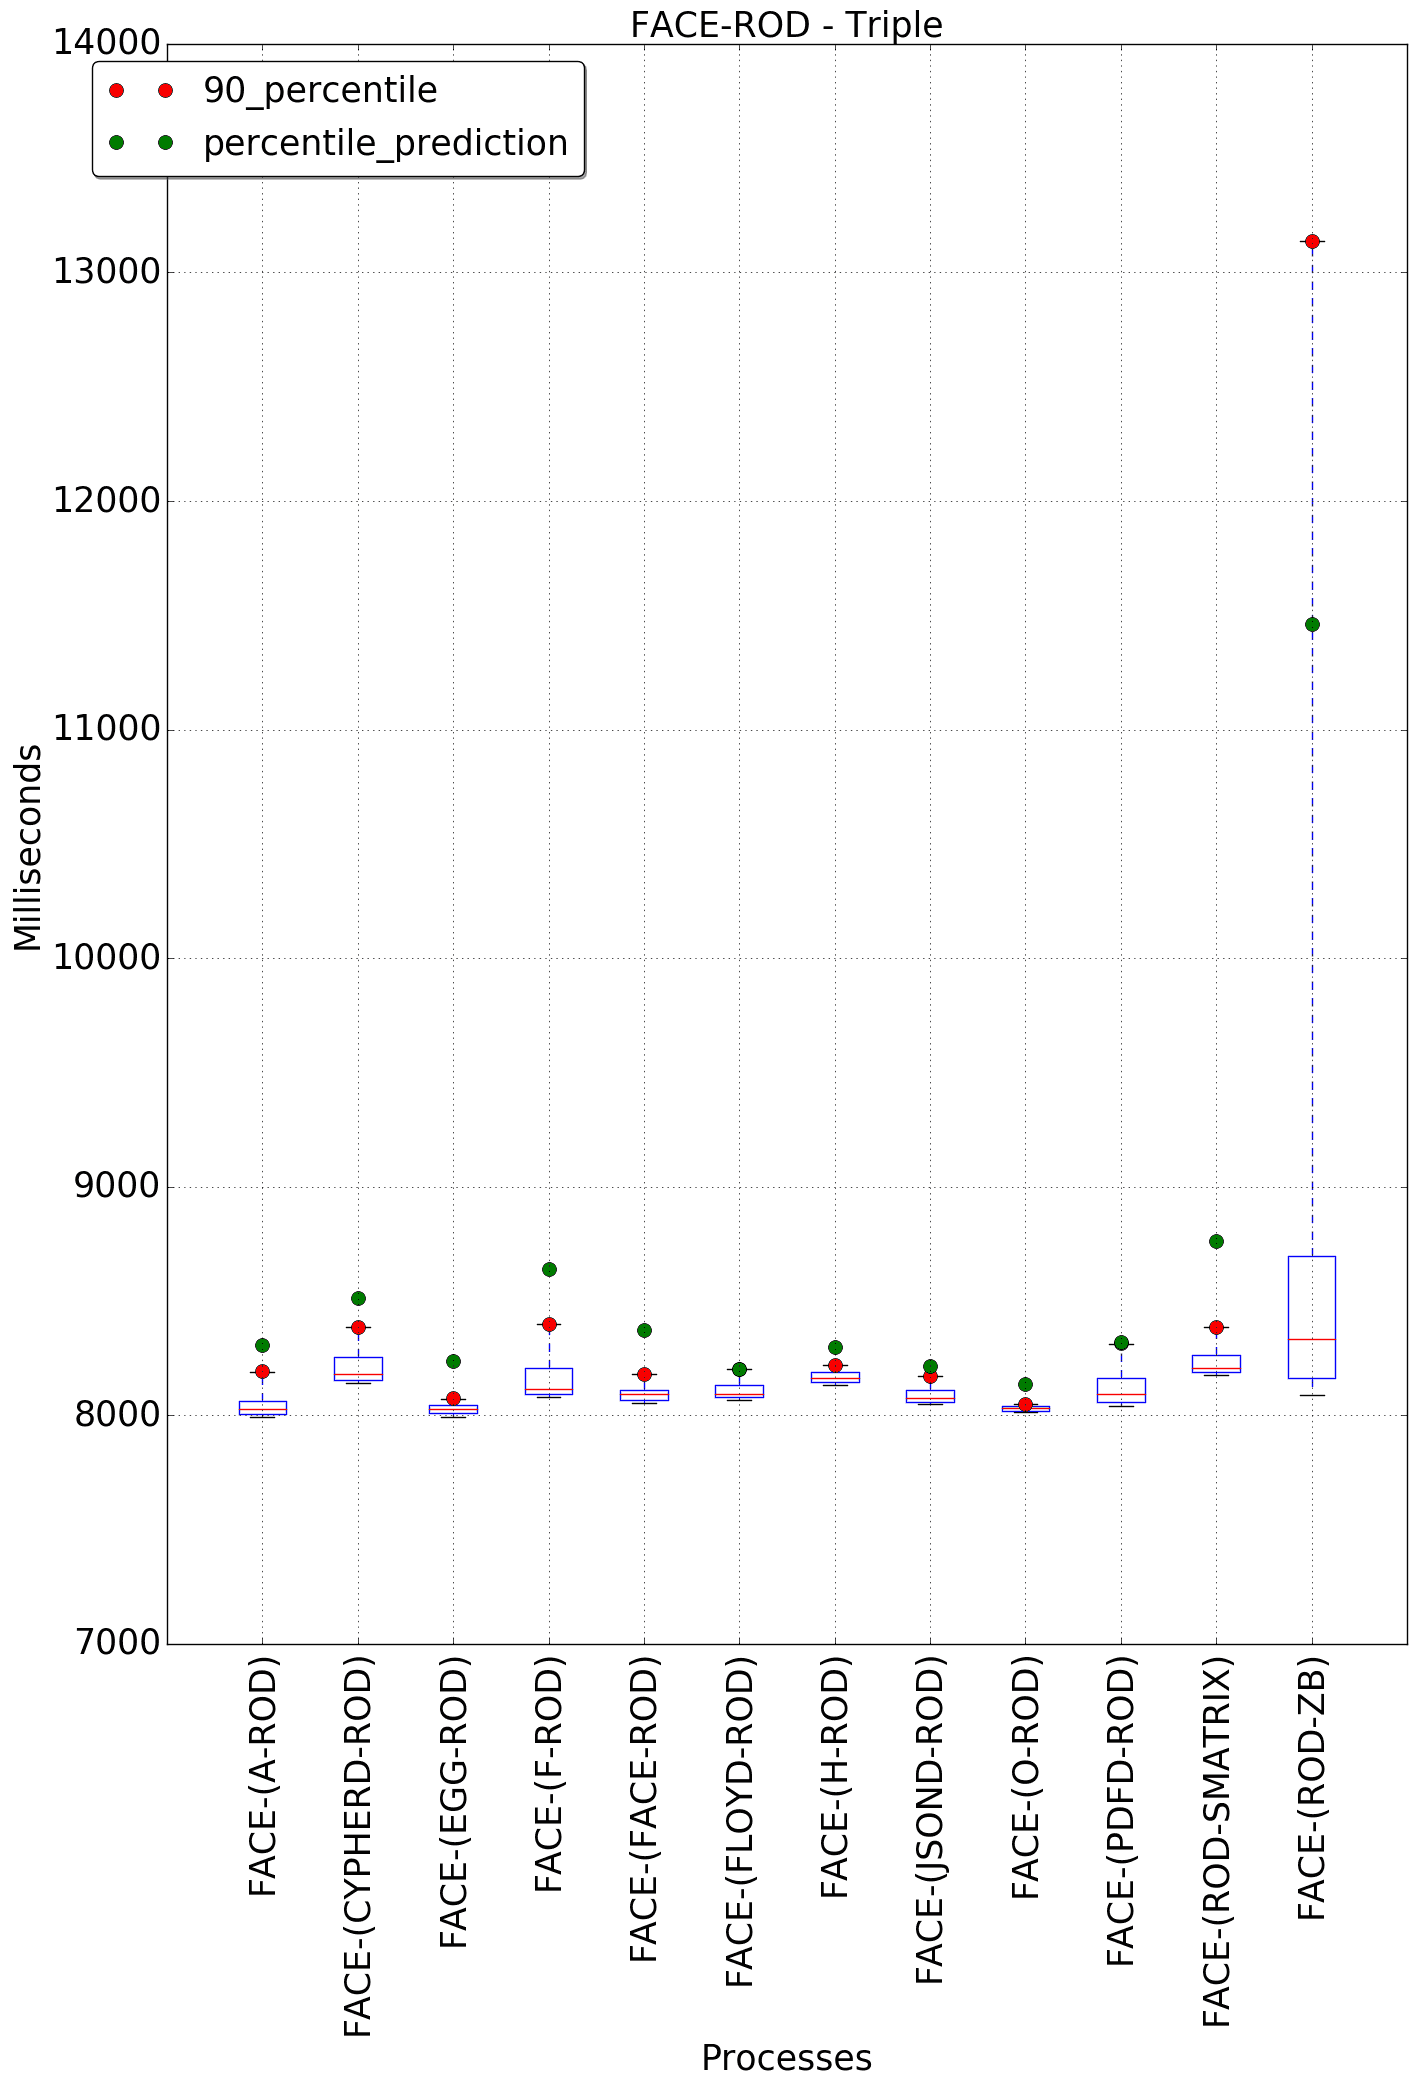 FACE-ROD - Triple
90_percentile
percentile_prediction
14000
13000
12000
11000
10000
9000
8000
7000
Milliseconds
FACE-(A-ROD)
FACE-(CYPHERD-ROD)
FACE-(EGG-ROD)
FACE-(F-ROD)
FACE-(FACE-ROD)
FACE-(FLOYD-ROD)
FACE-(H-ROD)
FACE-(JSOND-ROD)
FACE-(O-ROD)
FACE-(PDFD-ROD)
FACE-(ROD-SMATRIX)
FACE-(ROD-ZB)
Processes